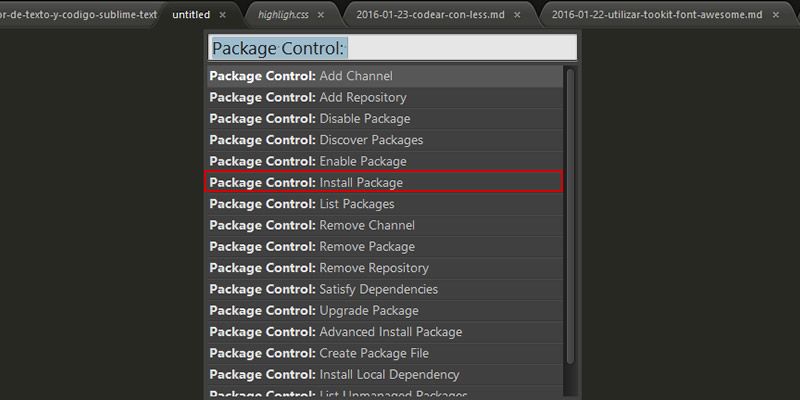 or-de-texto-y-codigo-sublime-text untitled × highligh.css × 2016-01-23-codear-con-less.md × 2016-01-22-utilizar-tookit-font-awesome.md ×
Package Control:
Package Control: Add Channel
Package Control: Add Repository
Package Control: Disable Package
Package Control: Discover Packages
Package Control: Enable Package
Package Control: Install Package
Package Control: List Packages
Package Control: Remove Channel
Package Control: Remove Package
Package Control: Remove Repository
Package Control: Satisfy Dependencies
Package Control: Upgrade Package
Package Control: Advanced Install Package
Package Control: Create Package File
Package Control: Install Local Dependency
Package Control: List Unmanaged Packages